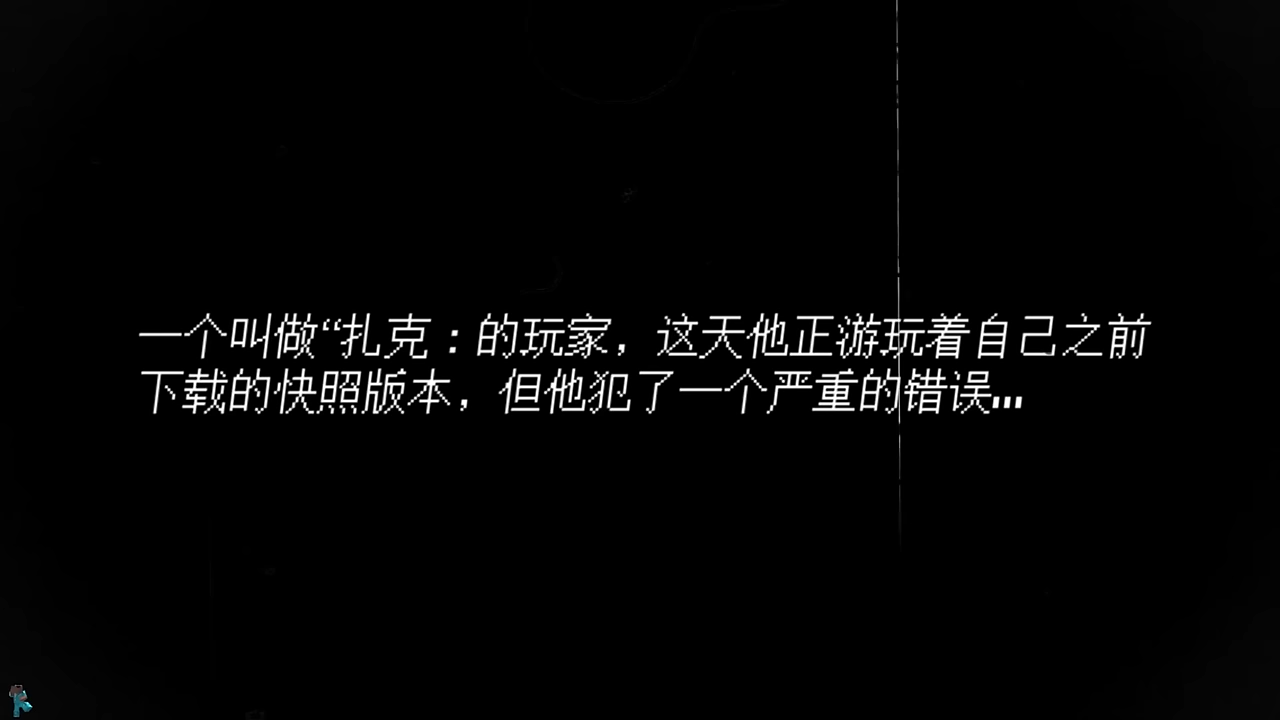 一个叫做“扎克：的玩家，这天他正游玩着自己之前
下载的快照版本，但他犯了一个严重的错误...